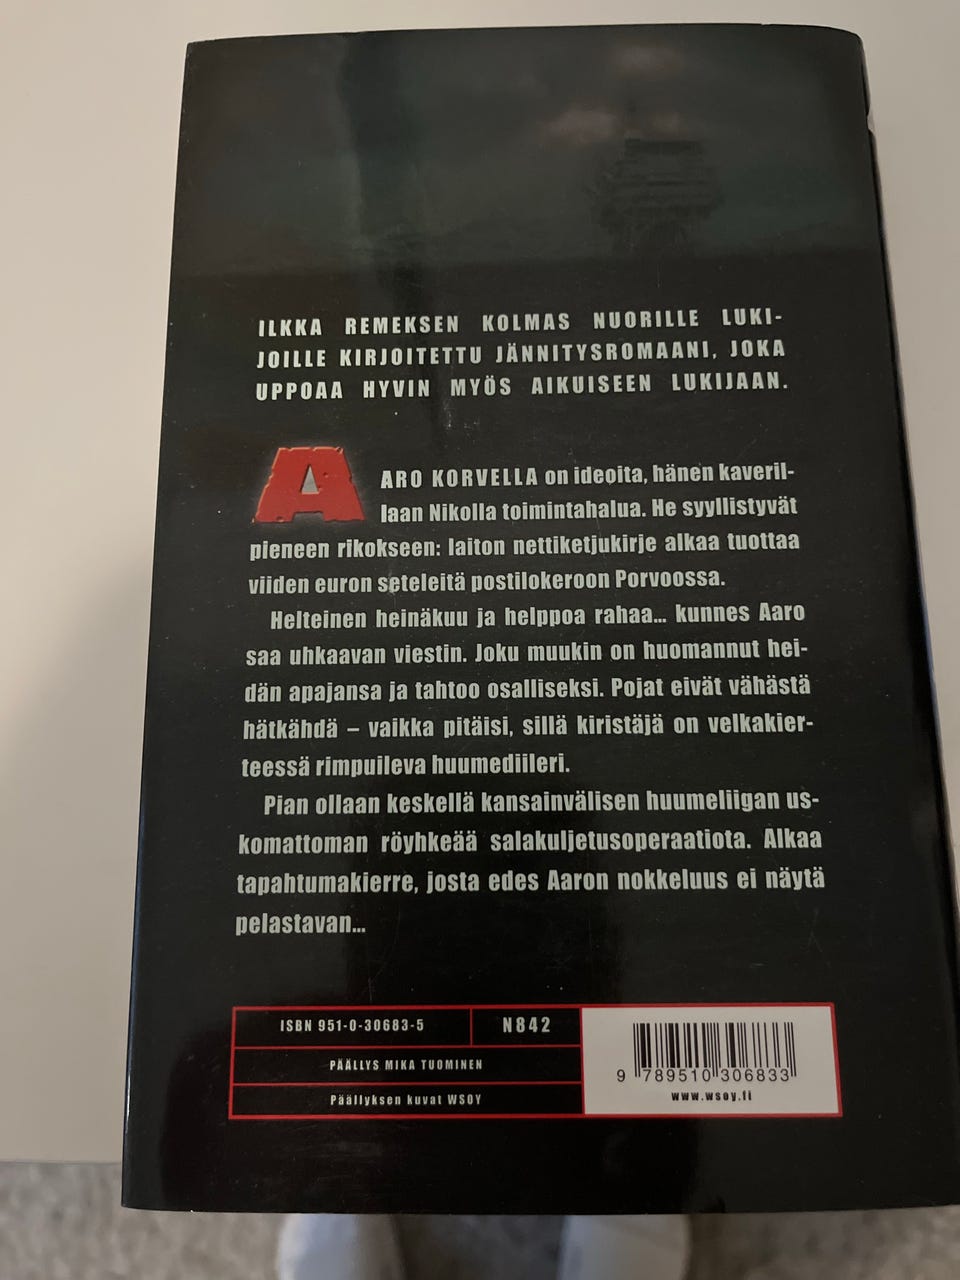 ILKKA REMEKSEN KOLMAS NUORILLE LUKI-
JOILLE KIRJOITETTU JÄNNITYSROMAANI, JOKA
UPPOAA HYVIN MYÖS AIKUISEEN LUKIJAAN.
AARO KORVELLA on ideoita, hänen kaveril-
laan Nikolla toimintahalua. He syyllistyvät
pieneen rikokseen: laiton nettiketjukirje alkaa tuottaa
viiden euron seteleitä postilokeroon Porvoossa.
Helteinen heinäkuu ja helppoa rahaa... kunnes Aaro
saa uhkaavan viestin. Joku muukin on huomannut hei-
dän apajansa ja tahtoo osalliseksi. Pojat eivät vähästä
hätkähdä – vaikka pitäisi, sillä kiristäjä on velkakier-
teessä rimpuileva huumediileri.
Pian ollaan keskellä kansainvälisen huumeliigan us-
komattoman röyhkeää salakuljetusoperaatiota. Alkaa
tapahtumakierre, josta edes Aaron nokkeluus ei näytä
pelastavan...
ISBN 951-0-30683-5 N842
PÄÄLLYS MIKA TUOMINEN
Päällyksen kuvat WSOY
9 789510 306833
www.wsoy.fi